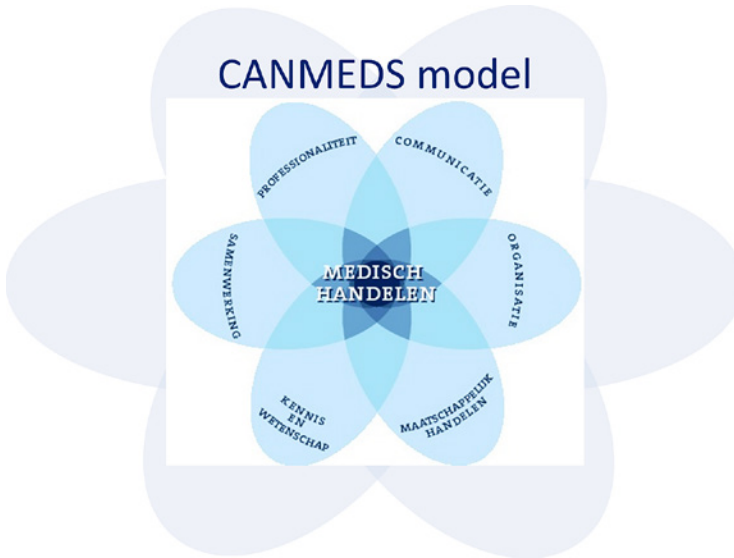 CANMEDS model
PROFESSIONALITEIT
COMMUNICATIE
SAMENWERKING
MEDISCH
HANDELEN
ORGANISATIE
KENNIS
EN
WETENSCHAP
MAATSCHAPPELIJK
HANDELEN